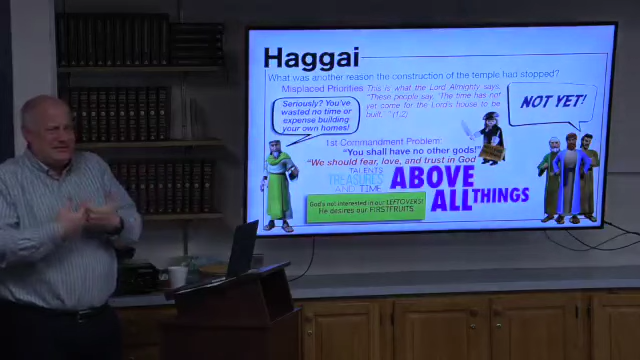 Haggai
What was another reason the construction of the temple had stopped?
Misplaced Priorities
This is what the Lord Almighty says,
"These people say, 'The time has not
yet come for the Lord's house to be
built.'" (1:2)
Seriously? You've
wasted no time or
expense building
your own homes!
NOT YET!
1st Commandment Problem:
"You shall have no other gods!"
"We should fear, love, and trust in God
TALENTS
TREASURES
AND TIME
ABOVE
ALL THINGS
God's not interested in our LEFTOVERS!
He desires our FIRSTFRUITS